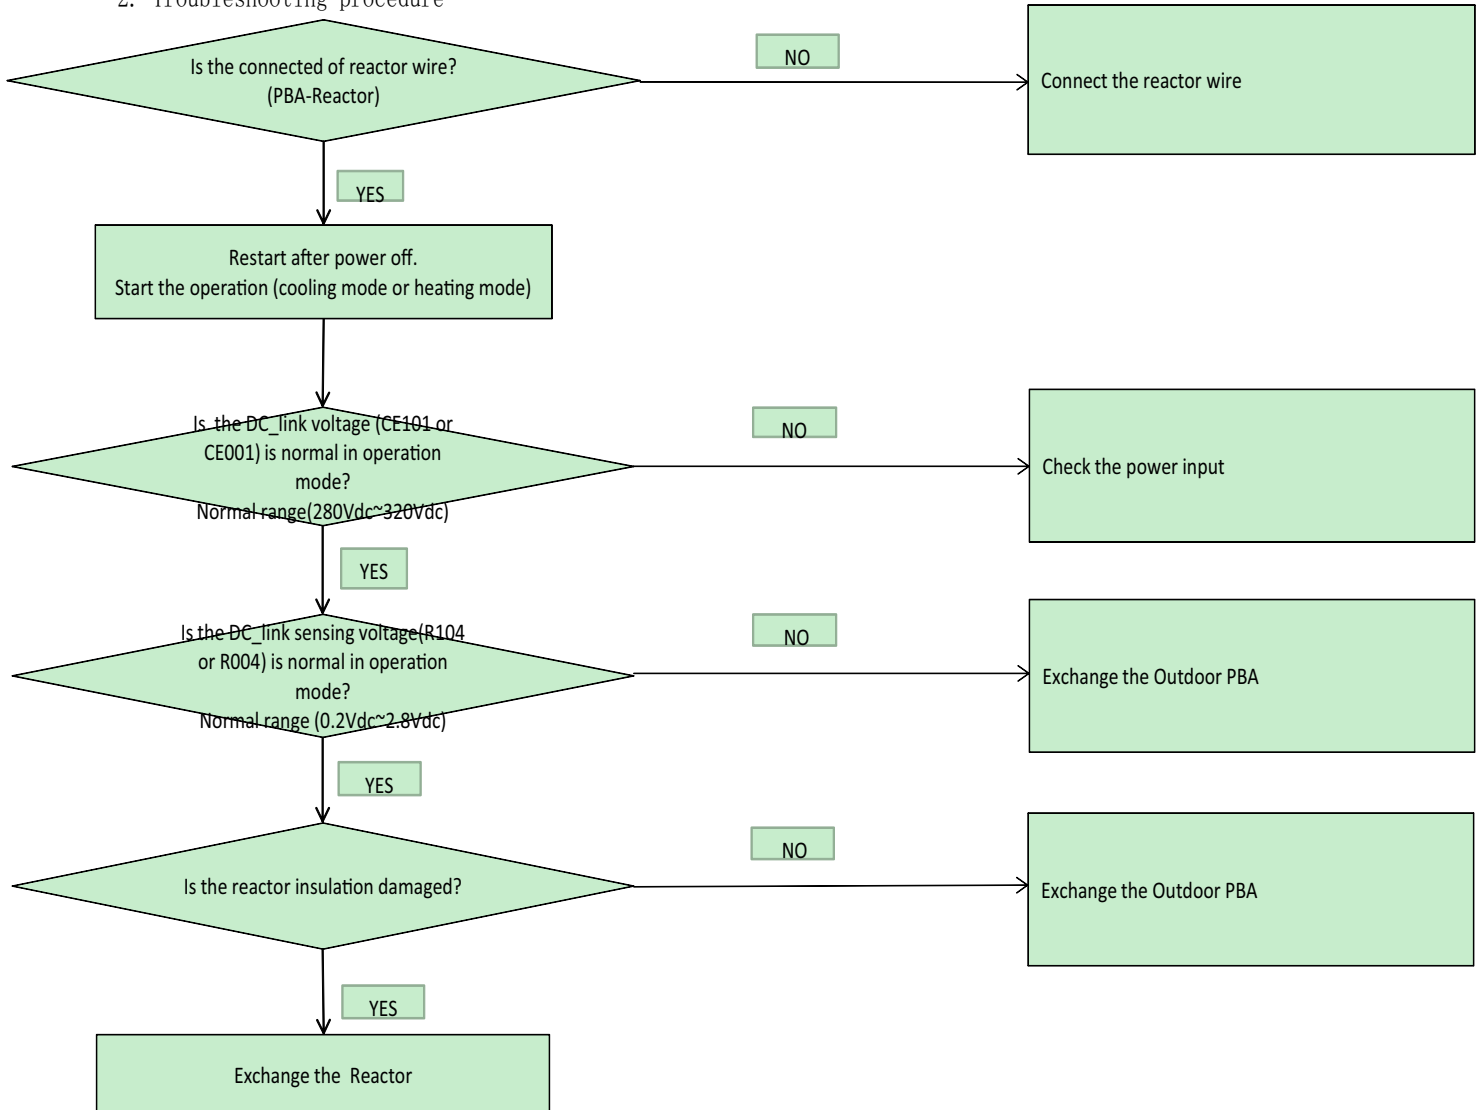 2. Troubleshooting procedure
Is the connected of reactor wire?
(PBA-Reactor)
NO
Connect the reactor wire
YES
Restart after power off.
Start the operation (cooling mode or heating mode)
Is  the DC_link voltage (CE101 or
CE001) is normal in operation
mode?
Normal range(280Vdc~320Vdc)
NO
Check the power input
YES
Is the DC_link sensing voltage(R104
or R004) is normal in operation
mode?
Normal range (0.2Vdc~2.8Vdc)
NO
Exchange the Outdoor PBA
YES
Is the reactor insulation damaged?
NO
Exchange the Outdoor PBA
YES
Exchange the  Reactor